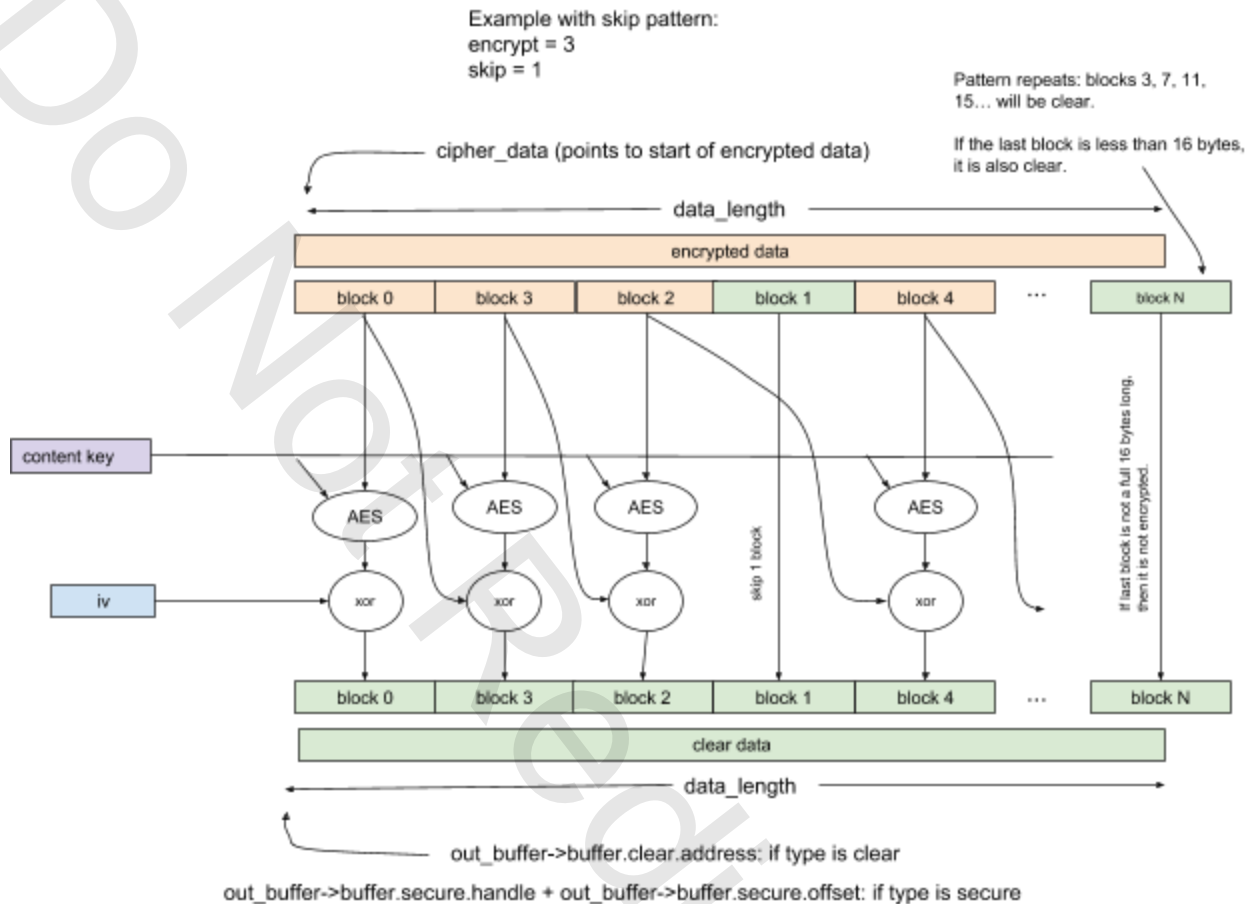 Example with skip pattern:
encrypt = 3
skip = 1
Pattern repeats: blocks 3, 7, 11,
15... will be clear.
If the last block is less than 16 bytes,
it is also clear.
cipher_data (points to start of encrypted data)
data_length
encrypted data
block 0 block 3 block 2 block 1 block 4 ... block N
content key
AES AES AES AES
skip 1 block
If last block is not a full 16 bytes long,
then it is not encrypted.
iv
xor xor xor xor
block 0 block 3 block 2 block 1 block 4 ... block N
clear data
data_length
out_buffer->buffer.clear.address: if type is clear
out_buffer->buffer.secure.handle + out_buffer->buffer.secure.offset: if type is secure
Do Not Redi